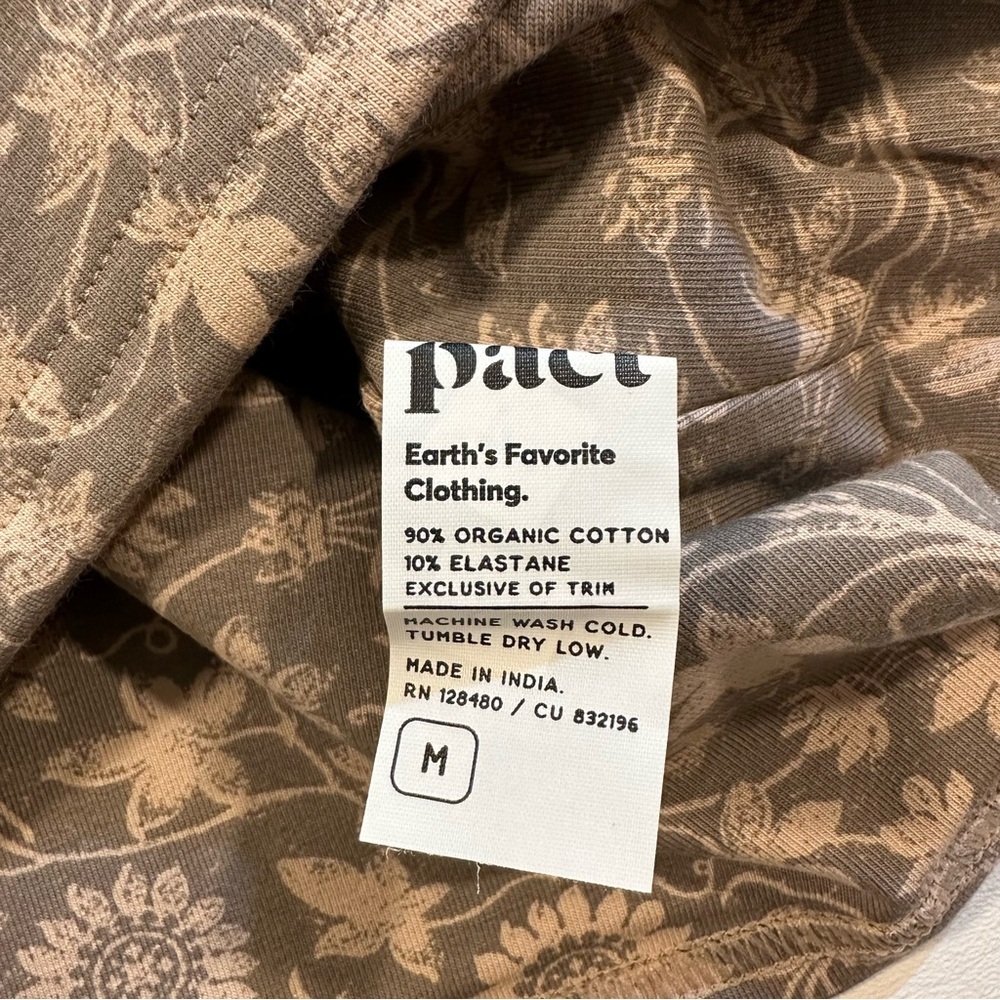 pact
Earth's Favorite
Clothing.
90% ORGANIC COTTON
10% ELASTANE
EXCLUSIVE OF TRIM
MACHINE WASH COLD.
TUMBLE DRY LOW.
MADE IN INDIA.
RN 128480 / CU 832196
M